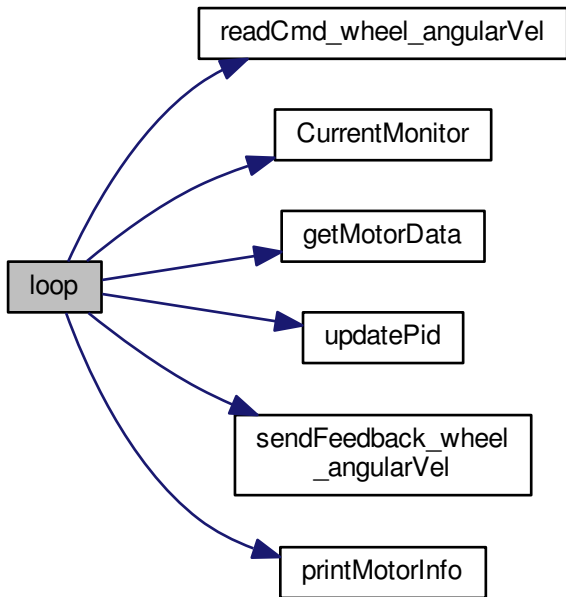 readCmd_wheel_angularVel
CurrentMonitor
getMotorData
loop
updatePid
sendFeedback_wheel
_angularVel
printMotorInfo